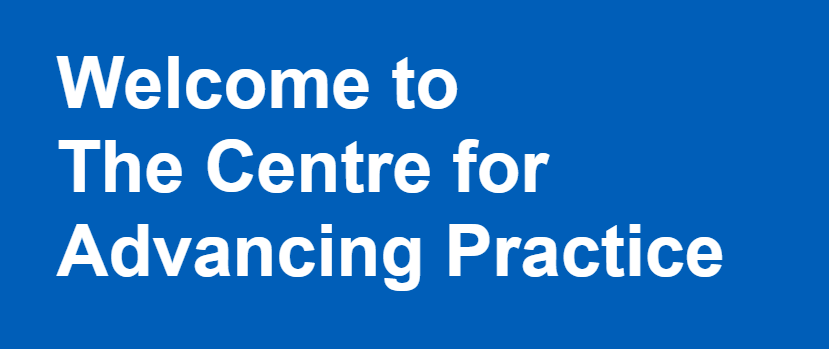 Welcome to
The Centre for
Advancing Practice